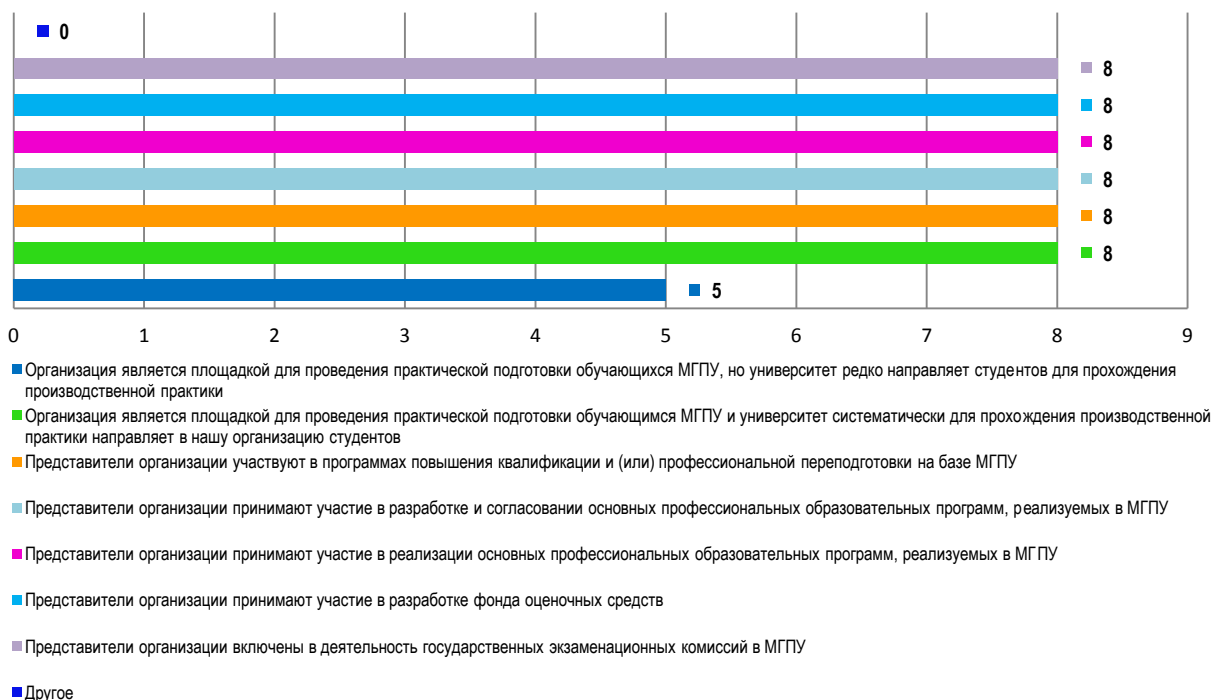 0
8
8
8
8
8
8
5
0 1 2 3 4 5 6 7 8 9
Организация является площадкой для проведения практической подготовки обучающихся МГПУ, но университет редко направляет студентов для прохождения
производственной практики
Организация является площадкой для проведения практической подготовки обучающимся МГПУ и университет систематически для прохождения производственной
практики направляет в нашу организацию студентов
Представители организации участвуют в программах повышения квалификации и (или) профессиональной переподготовки на базе МГПУ
Представители организации принимают участие в разработке и согласовании основных профессиональных образовательных программ, реализуемых в МГПУ
Представители организации принимают участие в реализации основных профессиональных образовательных программ, реализуемых в МГПУ
Представители организации принимают участие в разработке фонда оценочных средств
Представители организации включены в деятельность государственных экзаменационных комиссий в МГПУ
Другое